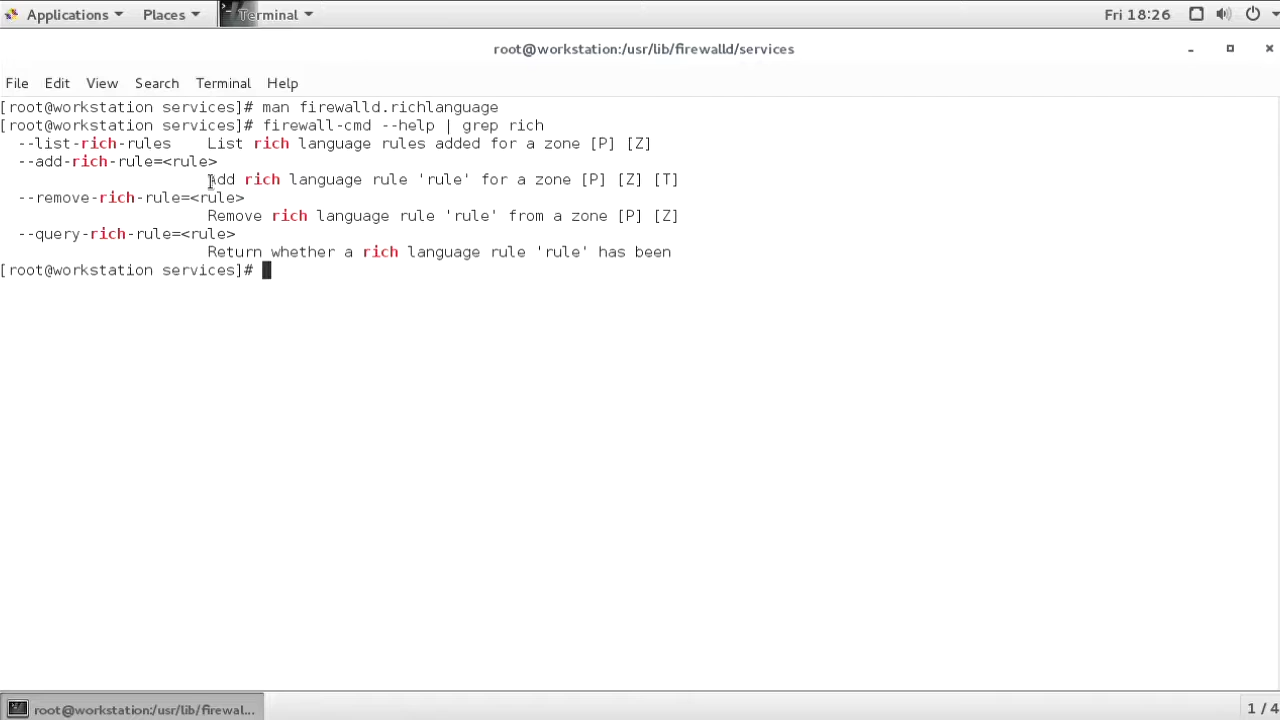 Applications Places Terminal Fri 18:26
root@workstation:/usr/lib/firewalld/services
File Edit View Search Terminal Help
[root@workstation services]# man firewalld.richlanguage
[root@workstation services]# firewall-cmd --help | grep rich
--list-rich-rules List rich language rules added for a zone [P] [Z]
--add-rich-rule=<rule>
Add rich language rule 'rule' for a zone [P] [Z] [T]
--remove-rich-rule=<rule>
Remove rich language rule 'rule' from a zone [P] [Z]
--query-rich-rule=<rule>
Return whether a rich language rule 'rule' has been
[root@workstation services]#
root@workstation:/usr/lib/firewal... 1 / 4